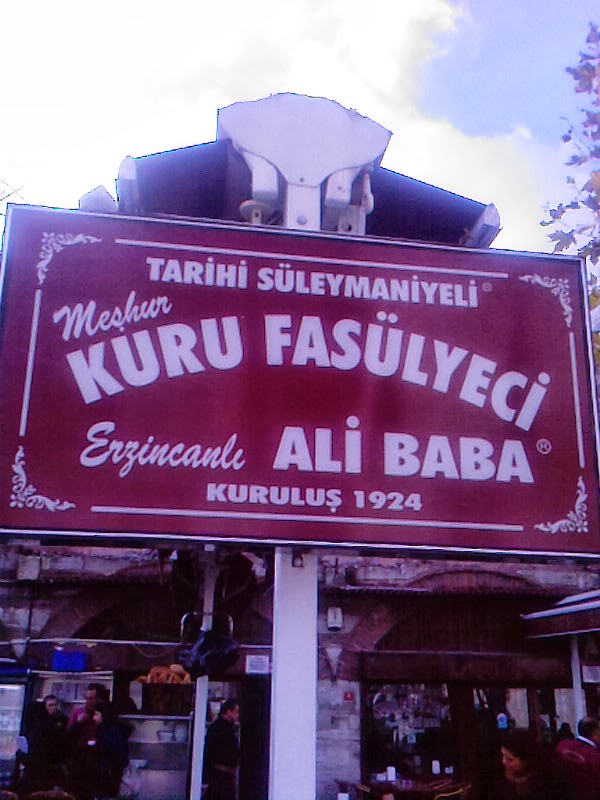 TARİHİ SÜLEYMANİYELİ®
Meşhur
KURU FASÜLYECİ
Erzincanlı ALİ BABA®
KURULUŞ 1924